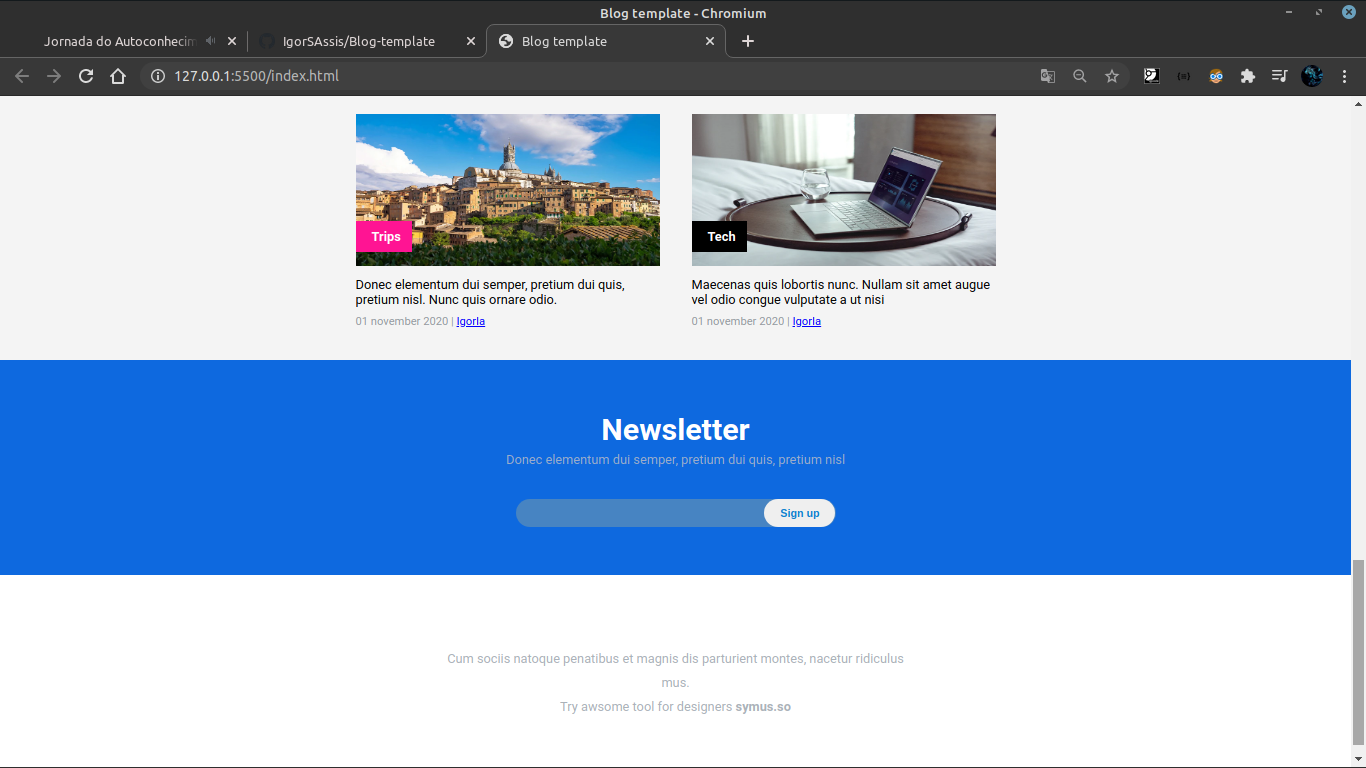 Blog template - Chromium
Jornada do Autoconhecim
IgorSAssis/Blog-template
Blog template
127.0.0.1:5500/index.html
Trips
Tech
Donec elementum dui semper, pretium dui quis,
pretium nisl. Nunc quis ornare odio.
01 november 2020 | Igorla
Maecenas quis lobortis nunc. Nullam sit amet augue
vel odio congue vulputate a ut nisi
01 november 2020 | Igorla
Newsletter
Donec elementum dui semper, pretium dui quis, pretium nisl
Sign up
Cum sociis natoque penatibus et magnis dis parturient montes, nacetur ridiculus
mus.
Try awsome tool for designers symus.so